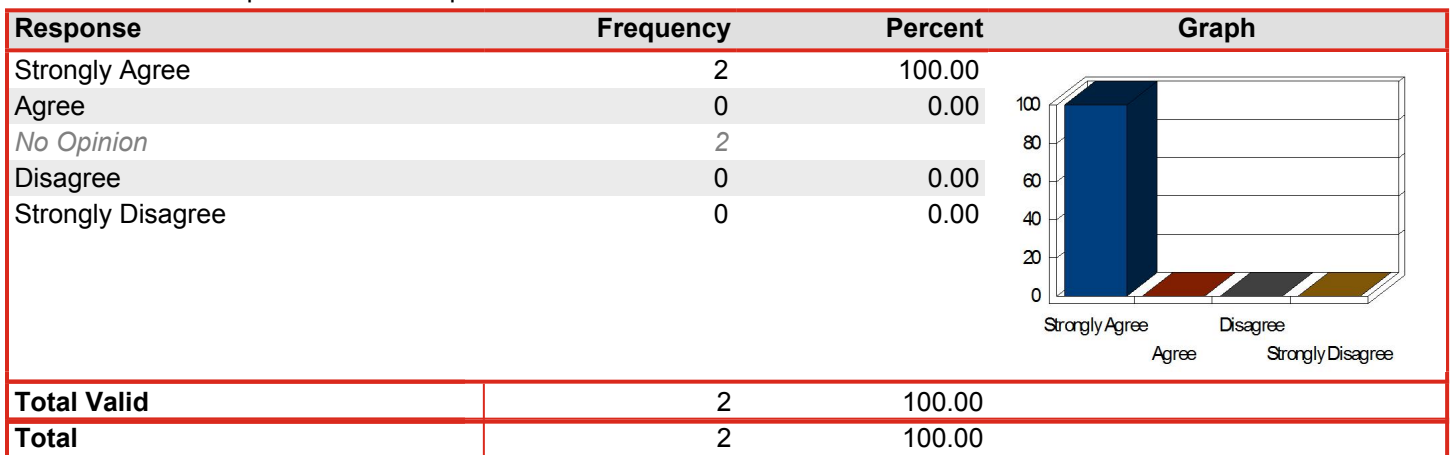 Response Frequency Percent Graph
Strongly Agree 2 100.00
Agree 0 0.00
No Opinion 2
Disagree 0 0.00
Strongly Disagree 0 0.00
100
80
60
40
20
0
Strongly Agree Disagree
Agree Strongly Disagree
Total Valid 2 100.00
Total 2 100.00